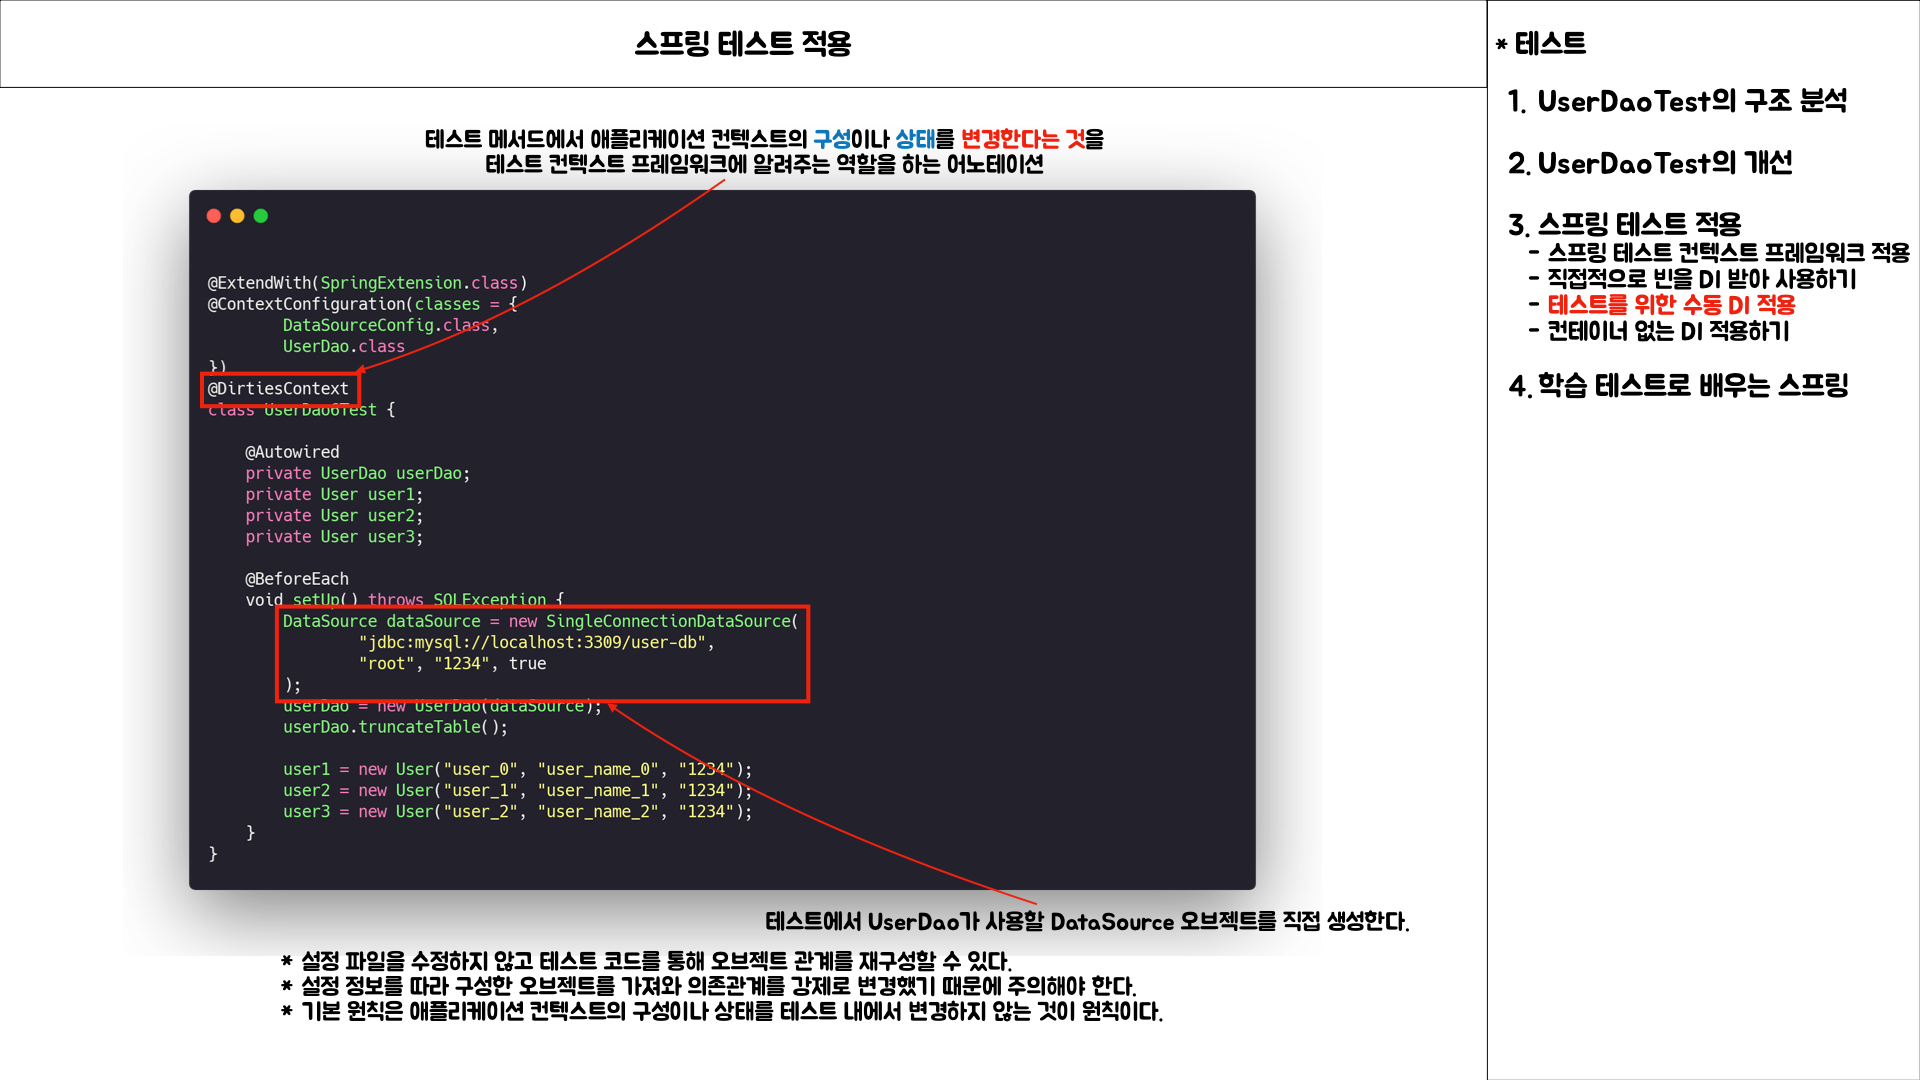 스프링 테스트 적용
테스트 메서드에서 애플리케이션 컨텍스트의 구성이나 상태를 변경한다는 것을
테스트 컨텍스트 프레임워크에 알려주는 역할을 하는 어노테이션
@ExtendWith(SpringExtension.class)
@ContextConfiguration(classes = {
        DataSourceConfig.class,
        UserDao.class
})
@DirtiesContext
class UserDao6Test {
    @Autowired
    private UserDao userDao;
    private User user1;
    private User user2;
    private User user3;
    @BeforeEach
    void setUp() throws SQLException {
        DataSource dataSource = new SingleConnectionDataSource(
                "jdbc:mysql://localhost:3309/user-db",
                "root", "1234", true
        );
        userDao = new UserDao(dataSource);
        userDao.truncateTable();
        user1 = new User("user_0", "user_name_0", "1234");
        user2 = new User("user_1", "user_name_1", "1234");
        user3 = new User("user_2", "user_name_2", "1234");
    }
}
테스트에서 UserDao가 사용할 DataSource 오브젝트를 직접 생성한다.
* 설정 파일을 수정하지 않고 테스트 코드를 통해 오브젝트 관계를 재구성할 수 있다.
* 설정 정보를 따라 구성한 오브젝트를 가져와 의존관계를 강제로 변경했기 때문에 주의해야 한다.
* 기본 원칙은 애플리케이션 컨텍스트의 구성이나 상태를 테스트 내에서 변경하지 않는 것이 원칙이다.
* 테스트
1. UserDaoTest의 구조 분석
2. UserDaoTest의 개선
3. 스프링 테스트 적용
- 스프링 테스트 컨텍스트 프레임워크 적용
- 직접적으로 빈을 DI 받아 사용하기
- 테스트를 위한 수동 DI 적용
- 컨테이너 없는 DI 적용하기
4. 학습 테스트로 배우는 스프링